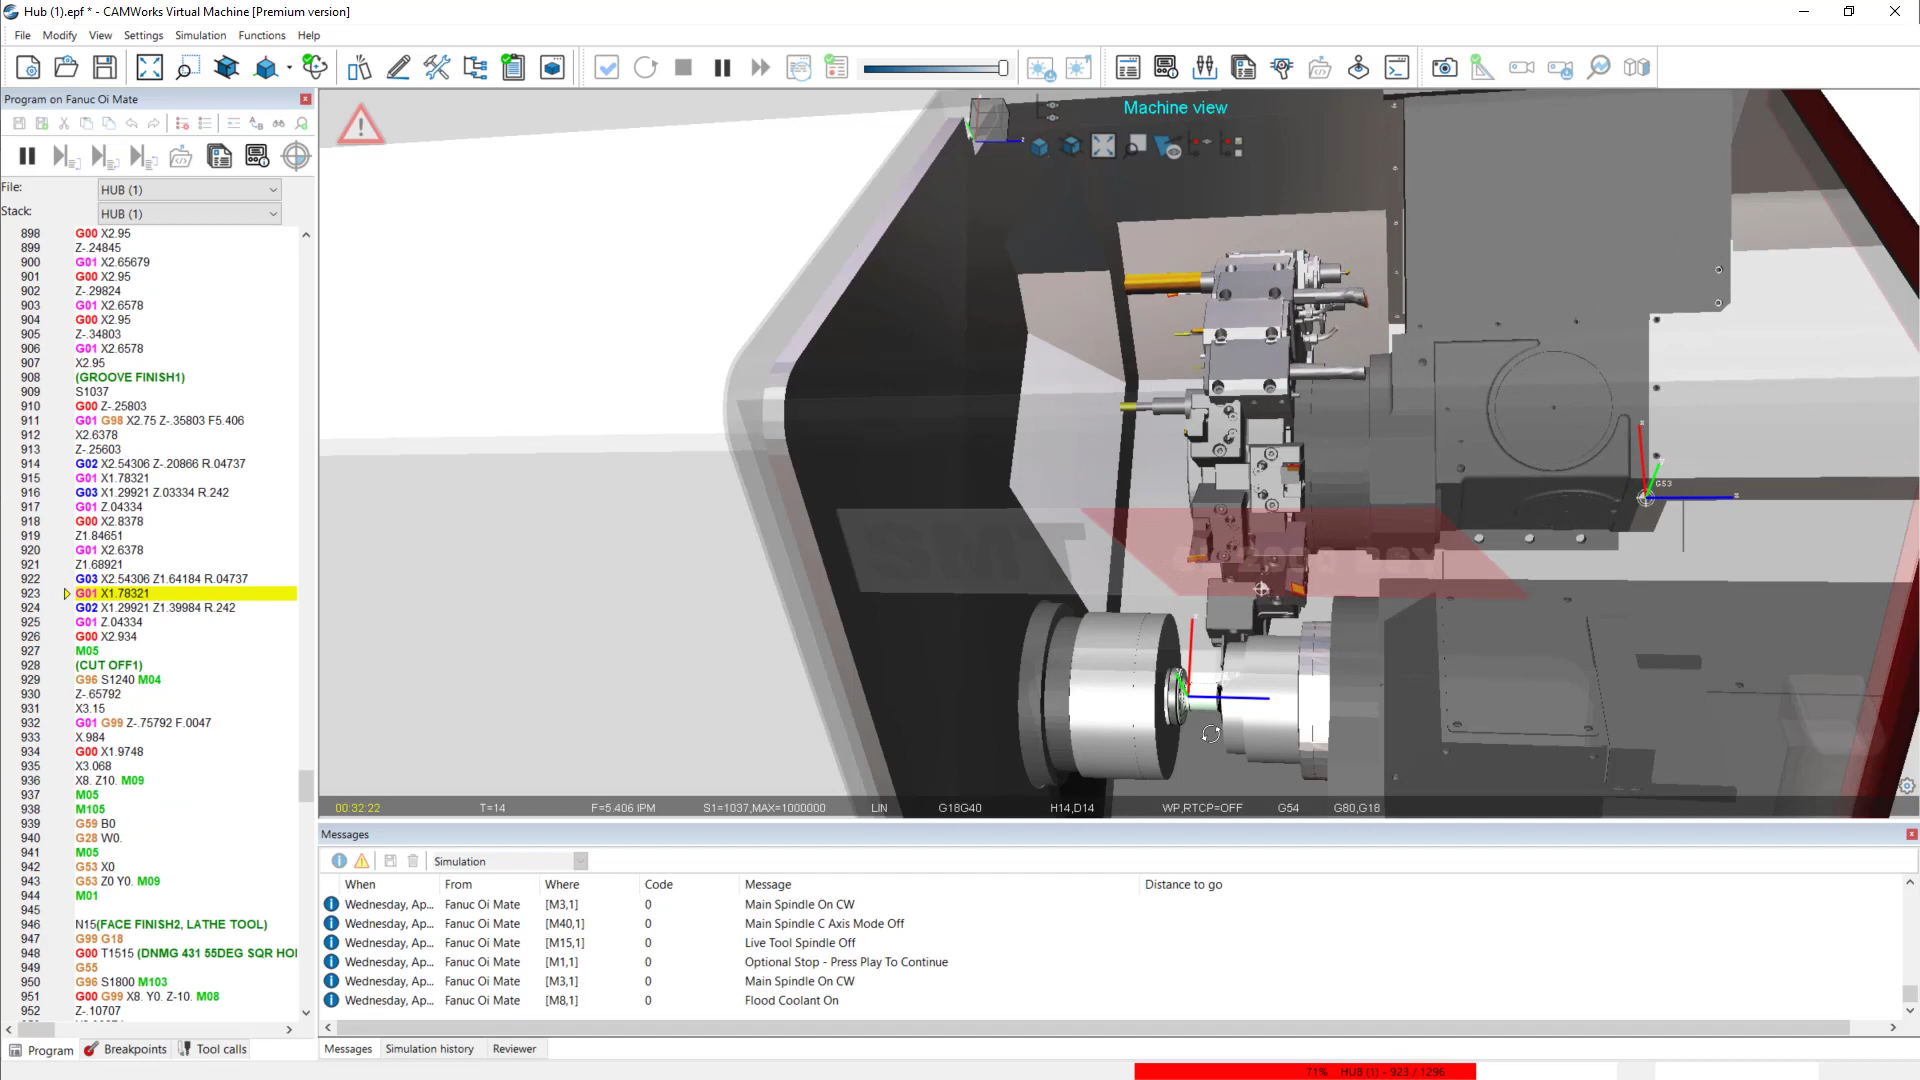 Hub (1).epf * - CAMWorks Virtual Machine [Premium version]
File Modify View Settings Simulation Functions Help
Program on Fanuc Oi Mate
File: HUB (1)
Stack: HUB (1)
898 G00 X2.95
899 Z-.24845
900 G01 X2.65679
901 G00 X2.95
902 Z-.29824
903 G01 X2.6578
904 G00 X2.95
905 Z-.34803
906 G01 X2.6578
907 X2.95
908 (GROOVE FINISH1)
909 S1037
910 G00 Z-.25803
911 G01 G98 X2.75 Z-.35803 F5.406
912 X2.6378
913 Z-.25603
914 G02 X2.54306 Z-.20866 R.04737
915 G01 X1.78321
916 G03 X1.29921 Z.03334 R.242
917 G01 Z.04334
918 G00 X2.8378
919 Z1.84651
920 G01 X2.6378
921 Z1.68921
922 G03 X2.54306 Z1.64184 R.04737
923 G01 X1.78321
924 G02 X1.29921 Z1.39984 R.242
925 G01 Z.04334
926 G00 X2.934
927 M05
928 (CUT OFF1)
929 G96 S1240 M04
930 Z-.65792
931 X3.15
932 G01 G99 Z-.75792 F.0047
933 X.984
934 G00 X1.9748
935 X3.068
936 X8. Z10. M09
937 M05
938 M105
939 G59 B0
940 G28 W0.
941 M05
942 G53 X0
943 G53 Z0 Y0. M09
944 M01
945
946 N15(FACE FINISH2, LATHE TOOL)
947 G99 G18
948 G00 T1515 (DNMG 431 55DEG SQR HOL
949 G55
950 G96 S1800 M103
951 G00 G99 X8. Y0. Z-10. M08
952 Z-.10707
Program Breakpoints Tool calls
Machine view
SMT
G53
00:32:22 T=14 F=5.406 IPM S1=1037,MAX=1000000 LIN G18G40 H14,D14 WP,RTCP=OFF G54 G80,G18
Messages
Simulation
When From Where Code Message Distance to go
Wednesday, Ap... Fanuc Oi Mate [M3,1] 0 Main Spindle On CW
Wednesday, Ap... Fanuc Oi Mate [M40,1] 0 Main Spindle C Axis Mode Off
Wednesday, Ap... Fanuc Oi Mate [M15,1] 0 Live Tool Spindle Off
Wednesday, Ap... Fanuc Oi Mate [M1,1] 0 Optional Stop - Press Play To Continue
Wednesday, Ap... Fanuc Oi Mate [M3,1] 0 Main Spindle On CW
Wednesday, Ap... Fanuc Oi Mate [M8,1] 0 Flood Coolant On
Messages Simulation history Reviewer
71% HUB (1) - 923 / 1296